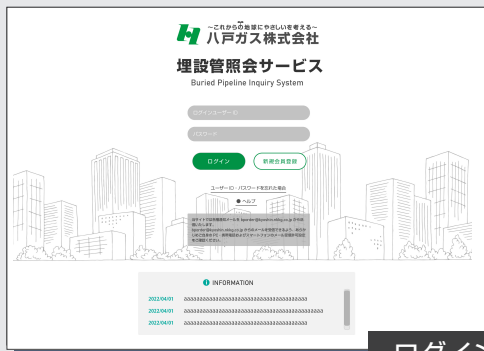 ~これからの地球にやさしいを考える~
八戸ガス株式会社
埋設管照会サービス
Buried Pipeline Inquiry System
ログインユーザーID
パスワード
ログイン
新規会員登録
ユーザーID・パスワードを忘れた場合
ヘルプ
INFORMATION
2022/04/01 aaaaaaaaaaaaaaaaaaaaaaaaaaaaaaaaaaaaaaa
2022/04/01 aaaaaaaaaaaaaaaaaaaaaaaaaaaaaaaaaaaaaaaaaaaa
2022/04/01 aaaaaaaaaaaaaaaaaaaaaaaaaaaaaaaaaaaaaaa
ログイン